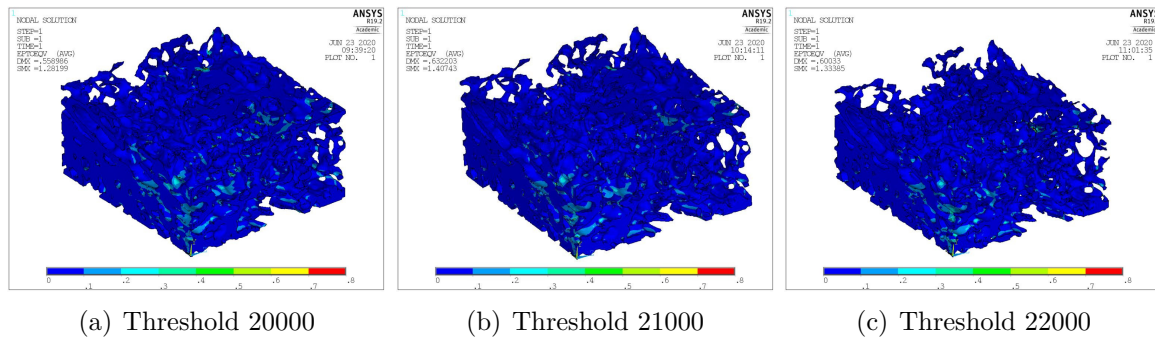 1
NODAL SOLUTION
STEP=1
SUB =1
TIME=1
EPTOEQV (AVG)
DMX =.558986
SMX =1.28199
ANSYS
R19.2
Academic
JUN 23 2020
09:39:20
PLOT NO. 1
0 .1 .2 .3 .4 .5 .6 .7 .8
(a) Threshold 20000
1
NODAL SOLUTION
STEP=1
SUB =1
TIME=1
EPTOEQV (AVG)
DMX =.632203
SMX =1.40743
ANSYS
R19.2
Academic
JUN 23 2020
10:14:11
PLOT NO. 1
0 .1 .2 .3 .4 .5 .6 .7 .8
(b) Threshold 21000
1
NODAL SOLUTION
STEP=1
SUB =1
TIME=1
EPTOEQV (AVG)
DMX =.60033
SMX =1.33385
ANSYS
R19.2
Academic
JUN 23 2020
11:01:35
PLOT NO. 1
0 .1 .2 .3 .4 .5 .6 .7 .8
(c) Threshold 22000